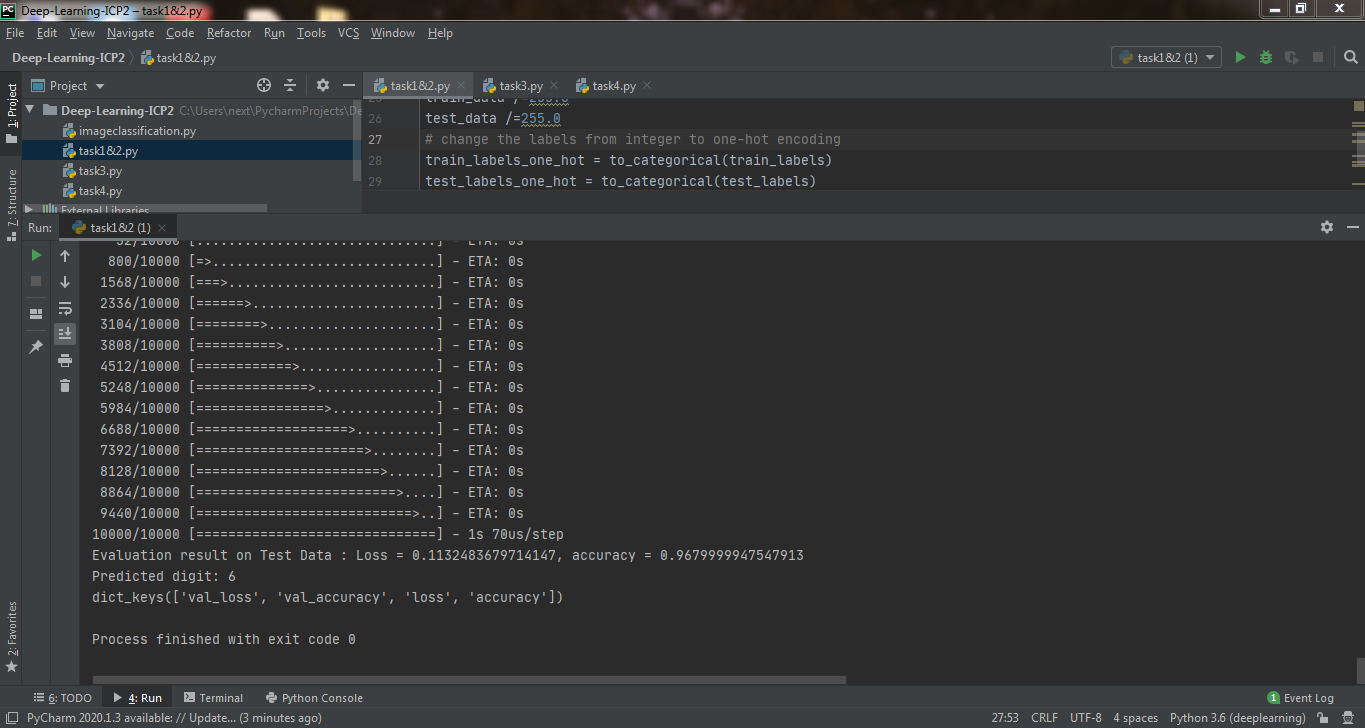 PC Deep-Learning-ICP2 – task1&2.py
File Edit View Navigate Code Refactor Run Tools VCS Window Help
Deep-Learning-ICP2 task1&2.py task1&2 (1)
1: Project
7: Structure
2: Favorites
Project
Deep-Learning-ICP2 C:\Users\next\PycharmProjects\De
imageclassification.py
task1&2.py
task3.py
task4.py
External Libraries
task1&2.py task3.py task4.py
25 train_data /=255.0
26 test_data /=255.0
27 # change the labels from integer to one-hot encoding
28 train_labels_one_hot = to_categorical(train_labels)
29 test_labels_one_hot = to_categorical(test_labels)
Run: task1&2 (1)
32/10000 [..............................] - ETA: 0s
800/10000 [=>............................] - ETA: 0s
1568/10000 [===>..........................] - ETA: 0s
2336/10000 [======>.......................] - ETA: 0s
3104/10000 [========>.....................] - ETA: 0s
3808/10000 [==========>...................] - ETA: 0s
4512/10000 [============>.................] - ETA: 0s
5248/10000 [==============>...............] - ETA: 0s
5984/10000 [================>.............] - ETA: 0s
6688/10000 [===================>..........] - ETA: 0s
7392/10000 [=====================>........] - ETA: 0s
8128/10000 [=======================>......] - ETA: 0s
8864/10000 [=========================>....] - ETA: 0s
9440/10000 [===========================>..] - ETA: 0s
10000/10000 [==============================] - 1s 70us/step
Evaluation result on Test Data : Loss = 0.1132483679714147, accuracy = 0.9679999947547913
Predicted digit: 6
dict_keys(['val_loss', 'val_accuracy', 'loss', 'accuracy'])
Process finished with exit code 0
6: TODO 4: Run Terminal Python Console 1 Event Log
PyCharm 2020.1.3 available: // Update... (3 minutes ago) 27:53 CRLF UTF-8 4 spaces Python 3.6 (deeplearning)